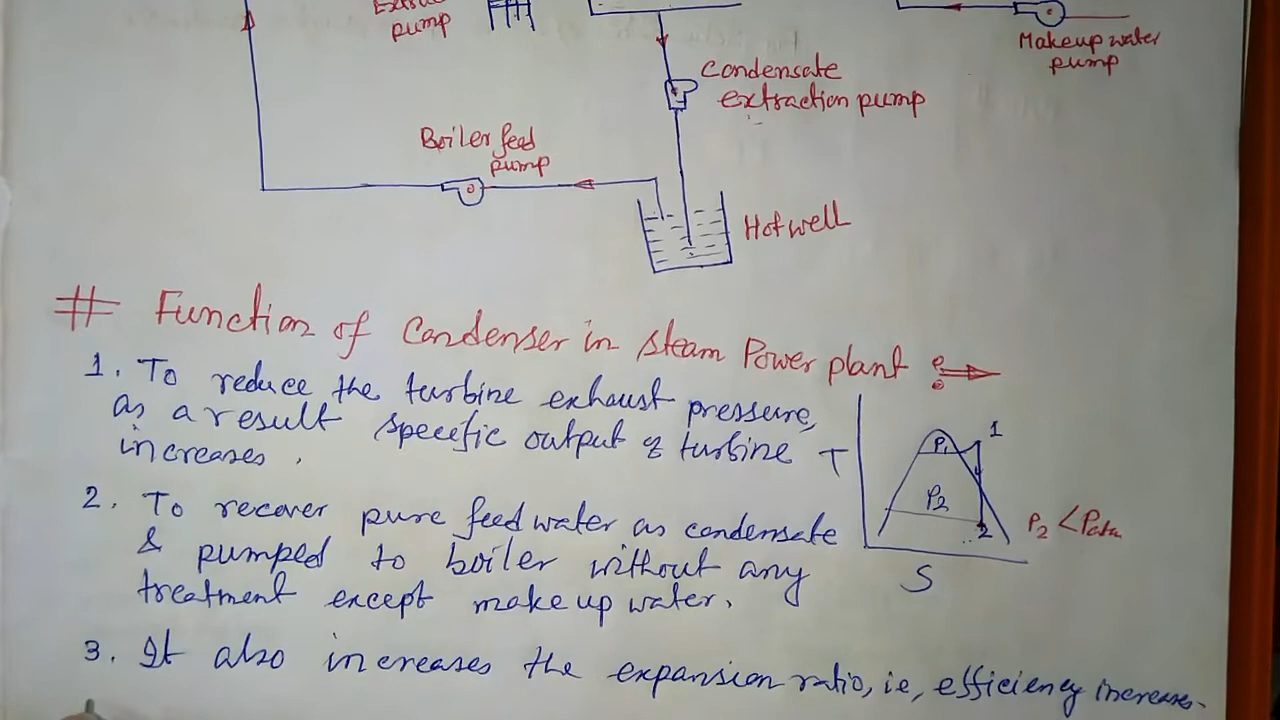 pump
Makeup water
pump
Condensate
extraction pump
Boiler feed
pump
Hotwell
# Function of Condenser in Steam Power plant :
1. To reduce the turbine exhaust pressure,
as a result specific output of turbine
increases.
T
P1
1
P2
2
P2 < Patm
S
2. To recover pure feed water as condensate
& pumped to boiler without any
treatment except makeup water.
3. It also increases the expansion ratio, ie, efficiency increases.